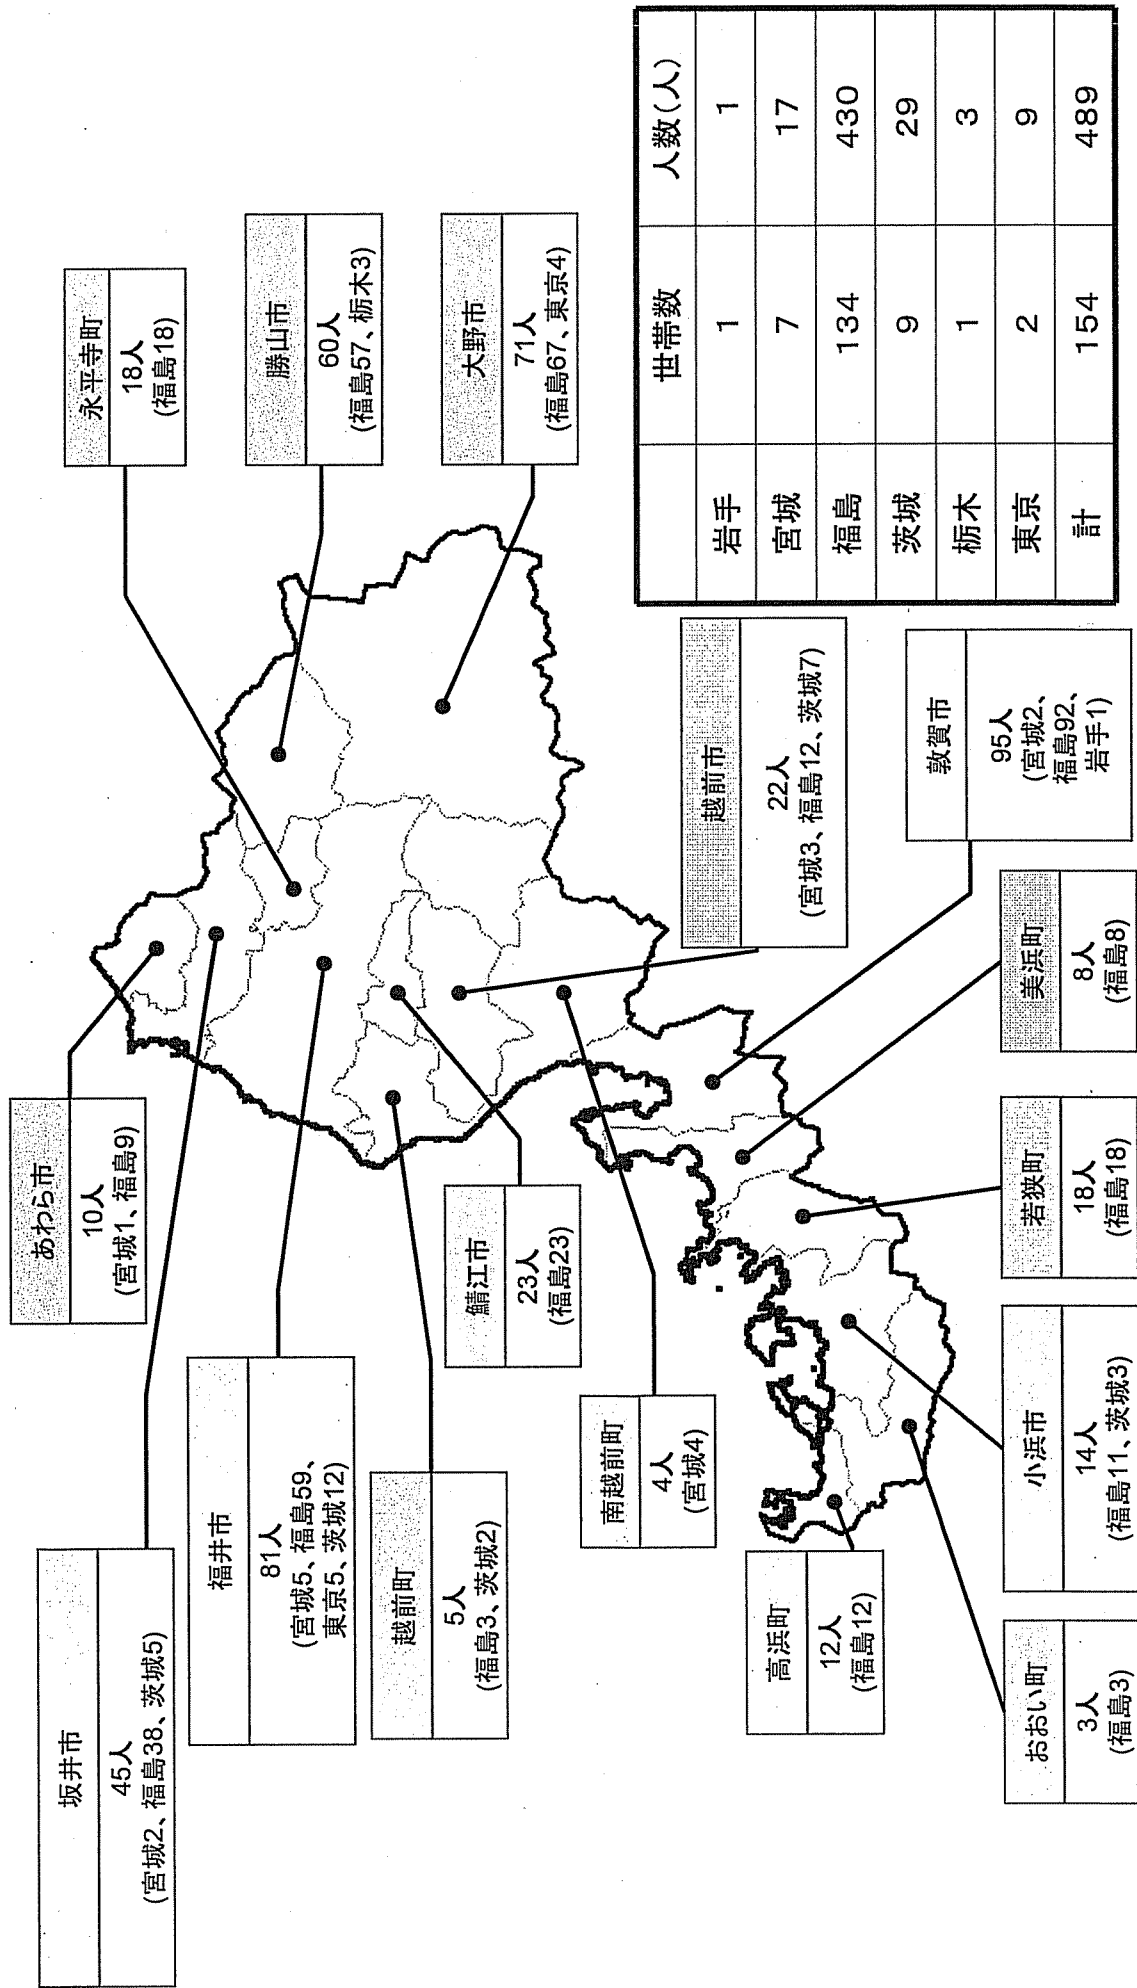 坂井市
45人
(宮城2、福島38、茨城5)
あわら市
10人
(宮城1、福島9)
永平寺町
18人
(福島18)
勝山市
60人
(福島57、栃木3)
大野市
71人
(福島67、東京4)
福井市
81人
(宮城5、福島59、
東京5、茨城12)
越前町
5人
(福島3、茨城2)
鯖江市
23人
(福島23)
南越前町
4人
(宮城4)
越前市
22人
(宮城3、福島12、茨城7)
敦賀市
95人
(宮城2、
福島92、
岩手1)
高浜町
12人
(福島12)
おおい町
3人
(福島3)
小浜市
14人
(福島11、茨城3)
若狭町
18人
(福島18)
美浜町
8人
(福島8)
世帯数 人数(人)
岩手 1 1
宮城 7 17
福島 134 430
茨城 9 29
栃木 1 3
東京 2 9
計 154 489